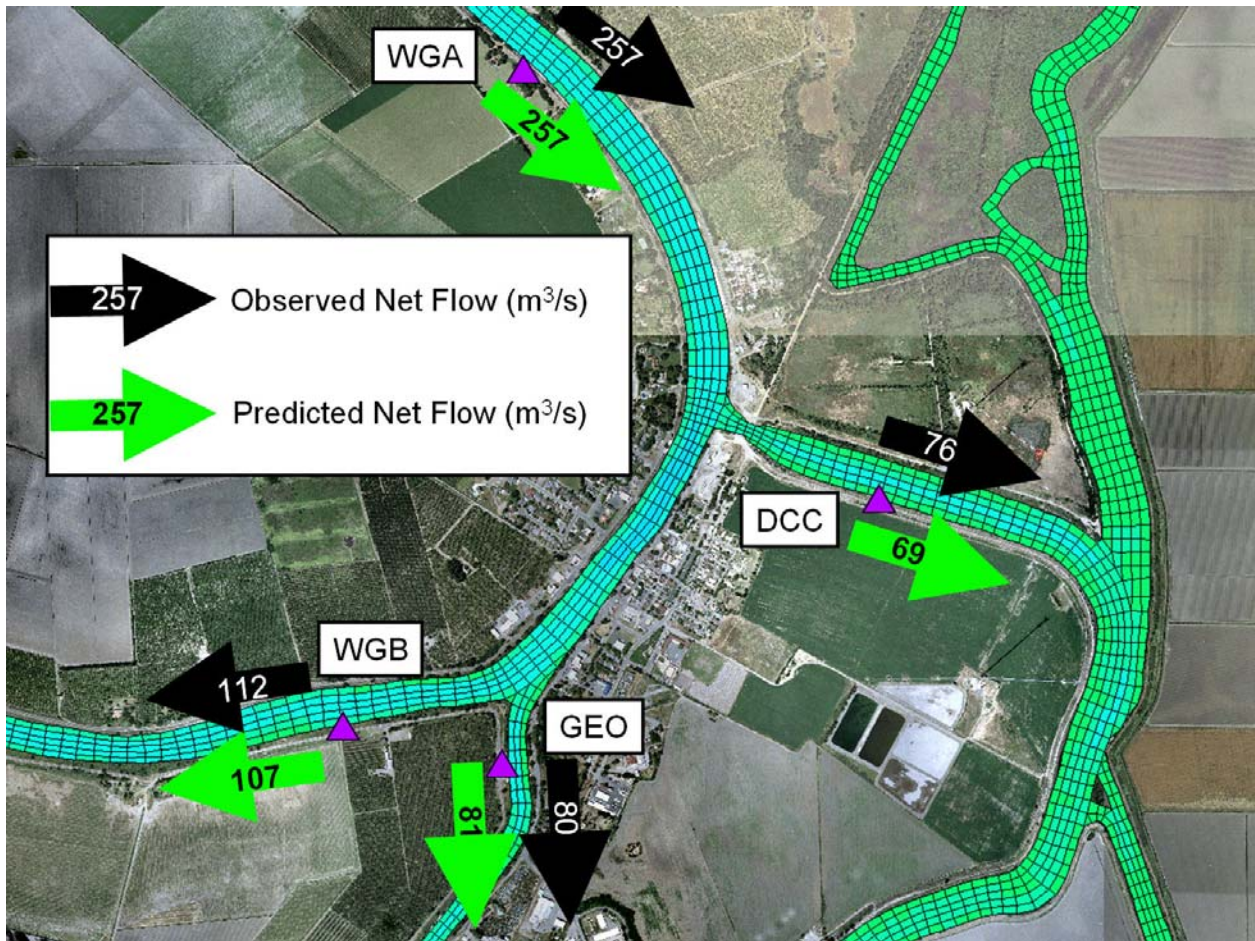 WGA
257
257
257
Observed Net Flow (m³/s)
257
Predicted Net Flow (m³/s)
76
DCC
69
WGB
112
GEO
107
81
80